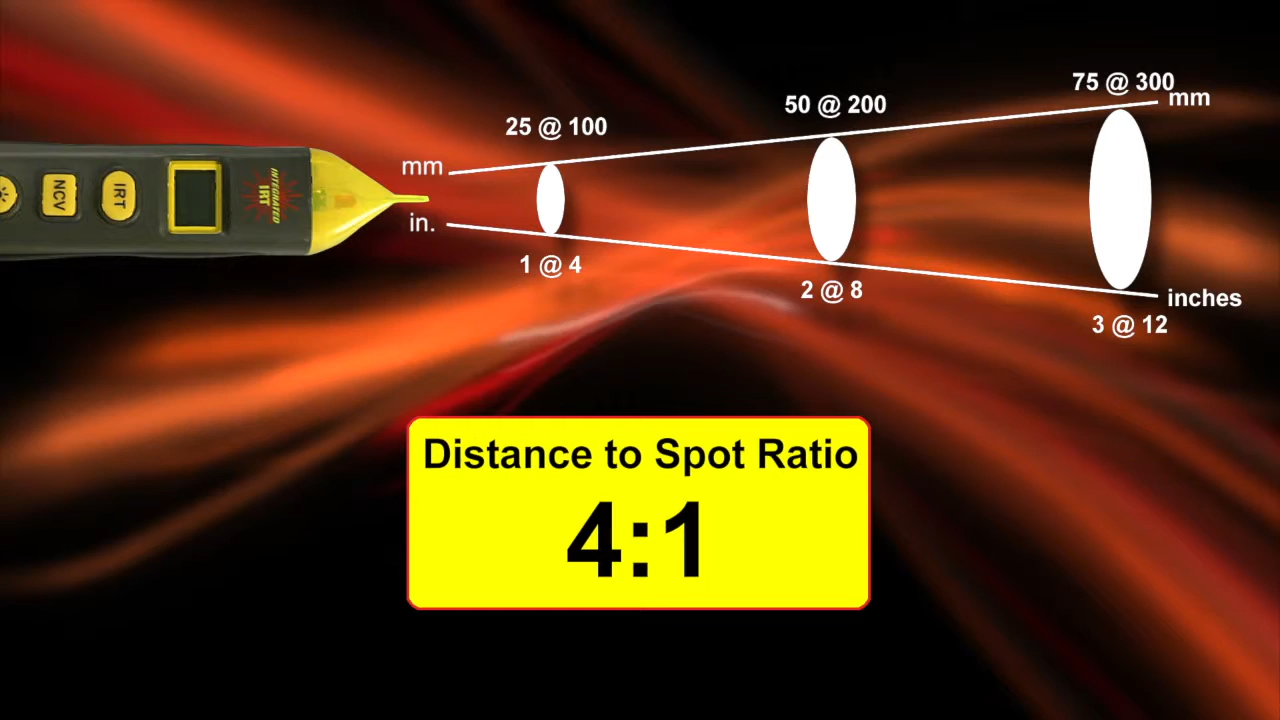 75 @ 300
mm
50 @ 200
25 @ 100
mm
in.
NCV
IRT
INTEGRATED
IRT
1 @ 4
2 @ 8
inches
3 @ 12
Distance to Spot Ratio
4:1